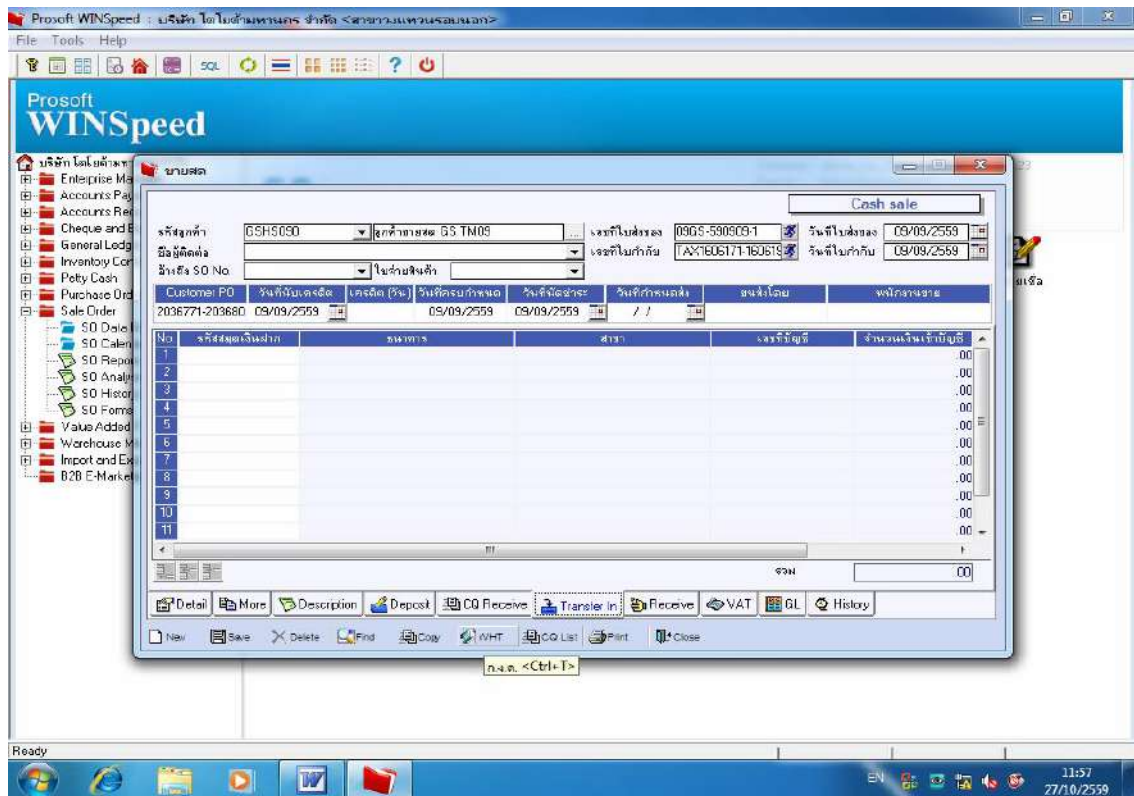 Prosoft WINSpeed : บริษัท โตโยต้ามหานคร จำกัด <สาขาวงแหวนรอบนอก>
File Tools Help
SQL
Prosoft
WINSpeed
บริษัท โตโยต้ามหา
Enterprise Ma
Accounts Pay
Accounts Rec
Cheque and B
General Ledg
Inventory Con
Petty Cash
Purchase Ord
Sale Order
SO Data
SO Calen
SO Repo
SO Analy
SO Histor
SO Forms
Value Added
Warehouse M
Import and Ex
B2B E-Market
ขายสด
Cash sale
รหัสลูกค้า GSHS090 ลูกค้าขายสด GS TM09 ... เลขที่ใบส่งของ 09GS-590909-1 วันที่ใบส่งของ 09/09/2559
ชื่อผู้ติดต่อ เลขที่ใบกำกับ TAX1606171-160619 วันที่ใบกำกับ 09/09/2559
อ้างถึง SO No. ใบจ่ายสินค้า
Customer PO วันที่นับเครดิต เครดิต (วัน) วันที่ครบกำหนด วันที่นัดชำระ วันที่กำหนดส่ง ขนส่งโดย พนักงานขาย
2036771-203680 09/09/2559 09/09/2559 09/09/2559 / /
No. รหัสสมุดเงินฝาก ธนาคาร สาขา เลขที่บัญชี จำนวนเงินเข้าบัญชี
1 .00
2 .00
3 .00
4 .00
5 .00
6 .00
7 .00
8 .00
9 .00
10 .00
11 .00
รวม .00
Detail More Description Deposit CQ Receive Transfer In Receive VAT GL History
New Save Delete Find Copy WHT CQ List Print Close
ก.ง.ด. <Ctrl+T>
Ready
EN 11:57
27/10/2559